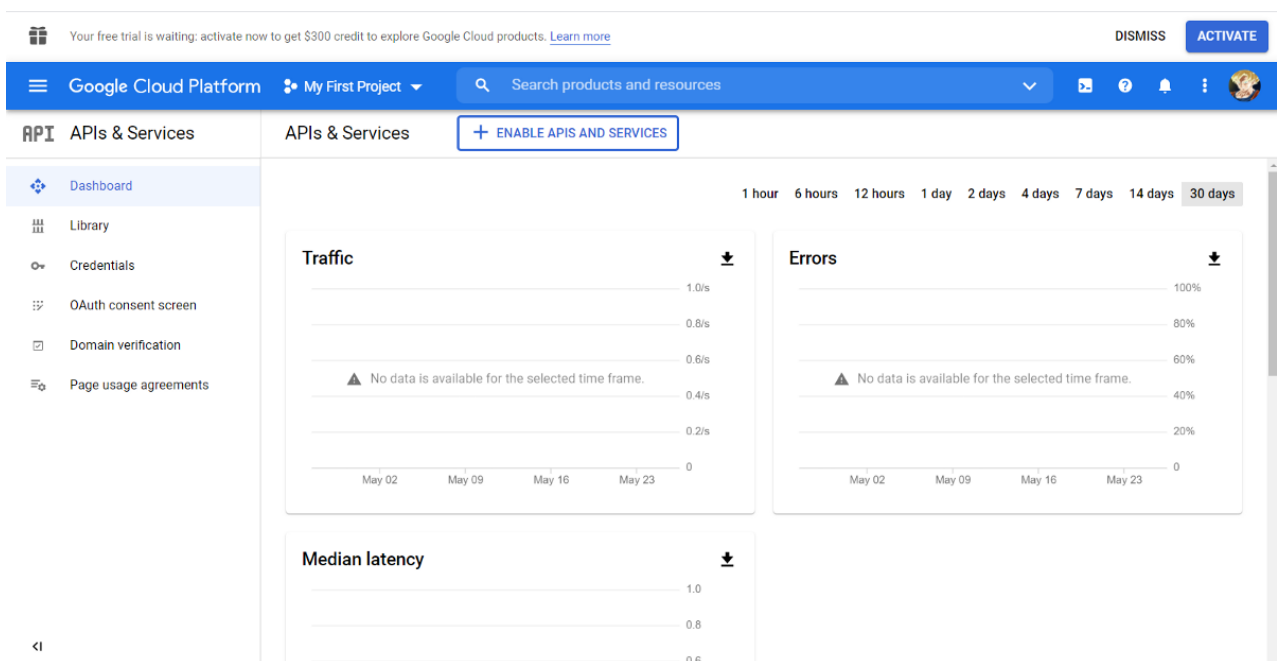 Your free trial is waiting: activate now to get $300 credit to explore Google Cloud products. Learn more
DISMISS
ACTIVATE
Google Cloud Platform
My First Project
Search products and resources
API APIs & Services
APIs & Services
+ ENABLE APIS AND SERVICES
Dashboard
Library
Credentials
OAuth consent screen
Domain verification
Page usage agreements
1 hour 6 hours 12 hours 1 day 2 days 4 days 7 days 14 days 30 days
Traffic
1.0/s
0.8/s
0.6/s
No data is available for the selected time frame.
0.4/s
0.2/s
0
May 02 May 09 May 16 May 23
Errors
100%
80%
60%
No data is available for the selected time frame.
40%
20%
0
May 02 May 09 May 16 May 23
Median latency
1.0
0.8
0.6